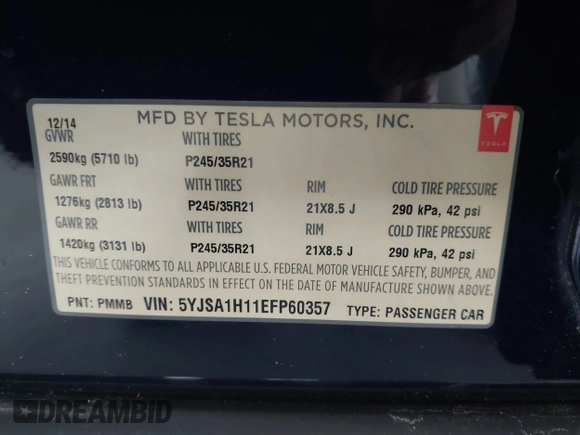 12/14 MFD BY TESLA MOTORS, INC.
GVWR WITH TIRES
2590kg (5710 lb) P245/35R21
GAWR FRT WITH TIRES RIM COLD TIRE PRESSURE
1276kg (2813 lb) P245/35R21 21X8.5 J 290 kPa, 42 psi
GAWR RR WITH TIRES RIM COLD TIRE PRESSURE
1420kg (3131 lb) P245/35R21 21X8.5 J 290 kPa, 42 psi
THIS VEHICLE CONFORMS TO ALL APPLICABLE U.S. FEDERAL MOTOR VEHICLE SAFETY, BUMPER, AND
THEFT PREVENTION STANDARDS IN EFFECT ON THE DATE OF MANUFACTURE SHOWN ABOVE.
PNT: PMMB VIN: 5YJSA1H11EFP60357 TYPE: PASSENGER CAR
TESLA
DREAMBID